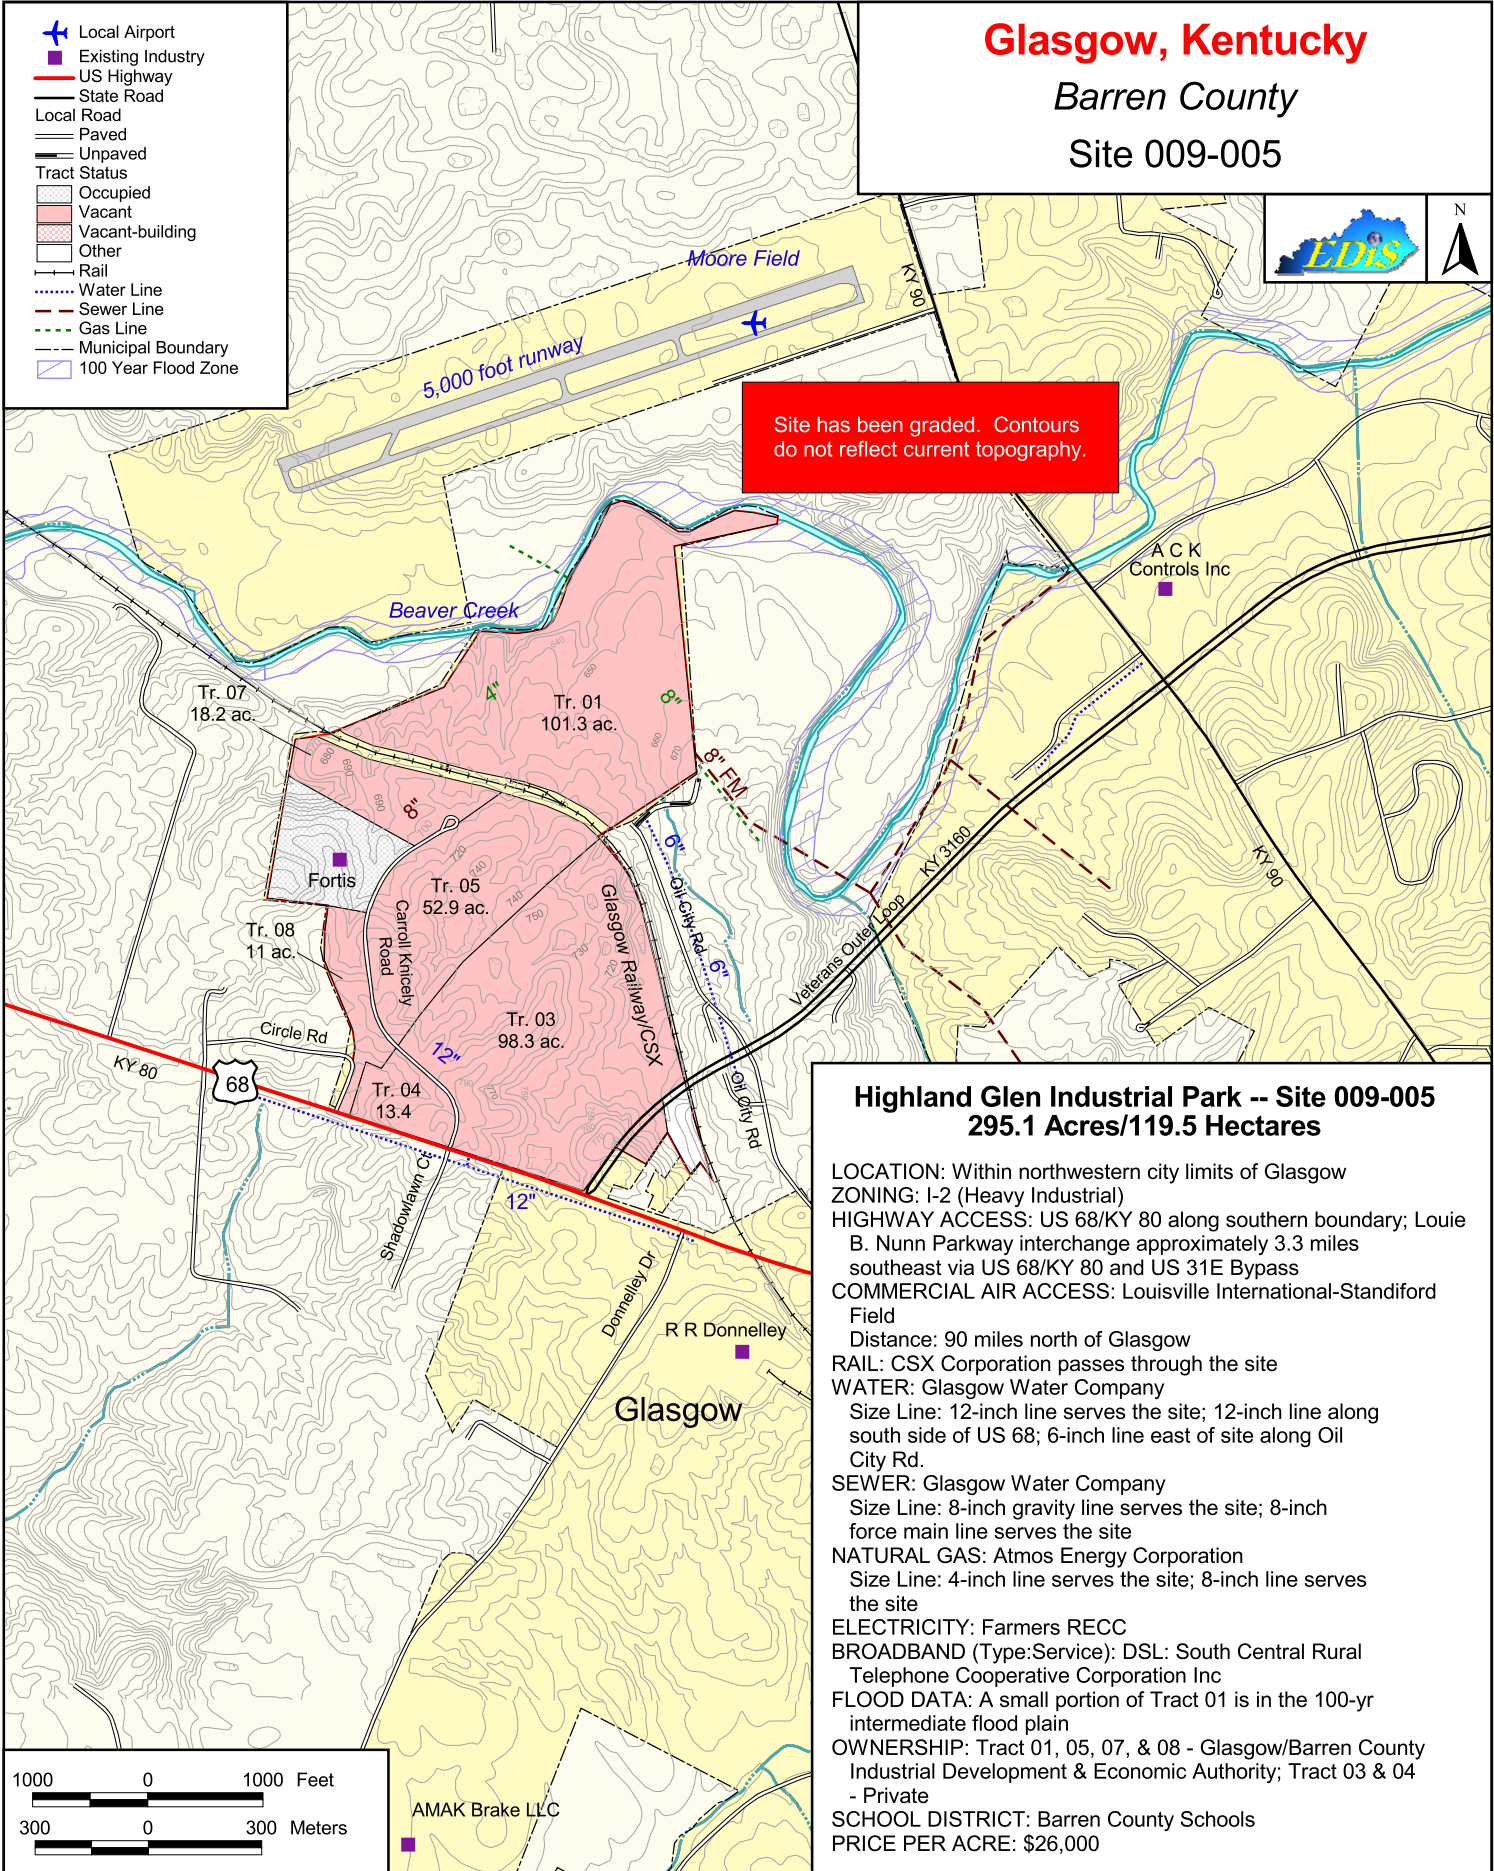 Local Airport
Existing Industry
US Highway
State Road
Local Road
Paved
Unpaved
Tract Status
Occupied
Vacant
Vacant-building
Other
Rail
Water Line
Sewer Line
Gas Line
Municipal Boundary
100 Year Flood Zone
Glasgow, Kentucky
Barren County
Site 009-005
EDiS
N
Moore Field
5,000 foot runway
KY 90
Site has been graded.  Contours
do not reflect current topography.
A C K
Controls Inc
Beaver Creek
Tr. 07
18.2 ac.
4"
Tr. 01
101.3 ac.
8"
640
650
660
670
670
680
690
690
700
8"
8" FM
6"
720
740
740
750
730
720
Fortis
Tr. 05
52.9 ac.
Carroll Knicely
Road
Tr. 08
11 ac.
Glasgow Railway/CSX
Oil City Rd
6"
Veterans Outer Loop
KY 3160
KY 90
Circle Rd
KY 80
68
12"
Tr. 03
98.3 ac.
Tr. 04
13.4
790
770
Oil City Rd
Shadowlawn Ct
12"
Donnelley Dr
R R Donnelley
Glasgow
AMAK Brake LLC
1000 0 1000 Feet
300 0 300 Meters
Highland Glen Industrial Park -- Site 009-005
295.1 Acres/119.5 Hectares
LOCATION: Within northwestern city limits of Glasgow
ZONING: I-2 (Heavy Industrial)
HIGHWAY ACCESS: US 68/KY 80 along southern boundary; Louie
B. Nunn Parkway interchange approximately 3.3 miles
southeast via US 68/KY 80 and US 31E Bypass
COMMERCIAL AIR ACCESS: Louisville International-Standiford
Field
Distance: 90 miles north of Glasgow
RAIL: CSX Corporation passes through the site
WATER: Glasgow Water Company
Size Line: 12-inch line serves the site; 12-inch line along
south side of US 68; 6-inch line east of site along Oil
City Rd.
SEWER: Glasgow Water Company
Size Line: 8-inch gravity line serves the site; 8-inch
force main line serves the site
NATURAL GAS: Atmos Energy Corporation
Size Line: 4-inch line serves the site; 8-inch line serves
the site
ELECTRICITY: Farmers RECC
BROADBAND (Type:Service): DSL: South Central Rural
Telephone Cooperative Corporation Inc
FLOOD DATA: A small portion of Tract 01 is in the 100-yr
intermediate flood plain
OWNERSHIP: Tract 01, 05, 07, & 08 - Glasgow/Barren County
Industrial Development & Economic Authority; Tract 03 & 04
- Private
SCHOOL DISTRICT: Barren County Schools
PRICE PER ACRE: $26,000